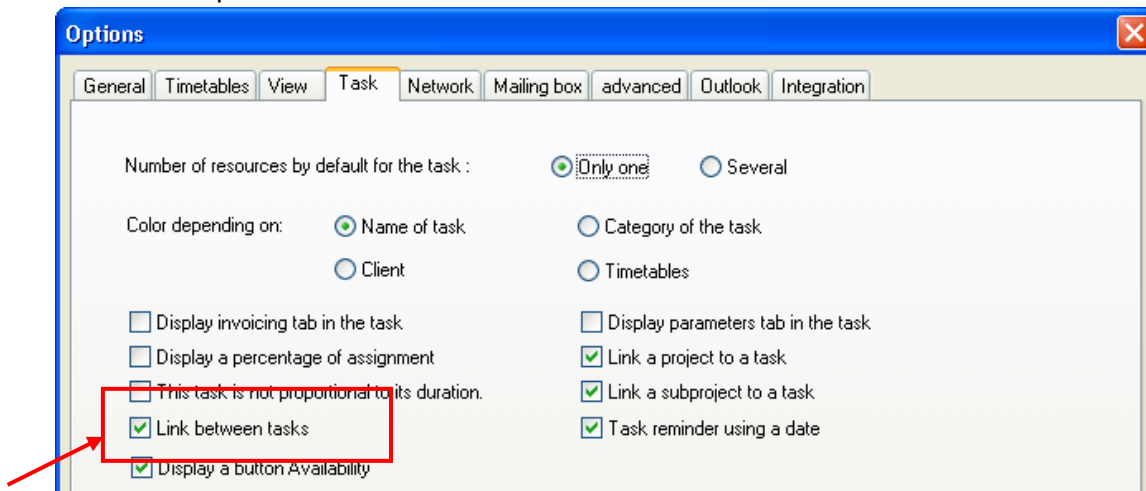 Options
General Timetables View Task Network Mailing box advanced Outlook Integration
Number of resources by default for the task : Only one Several
Color depending on: Name of task Category of the task
Client Timetables
Display invoicing tab in the task Display parameters tab in the task
Display a percentage of assignment Link a project to a task
This task is not proportional to its duration. Link a subproject to a task
Link between tasks Task reminder using a date
Display a button Availability